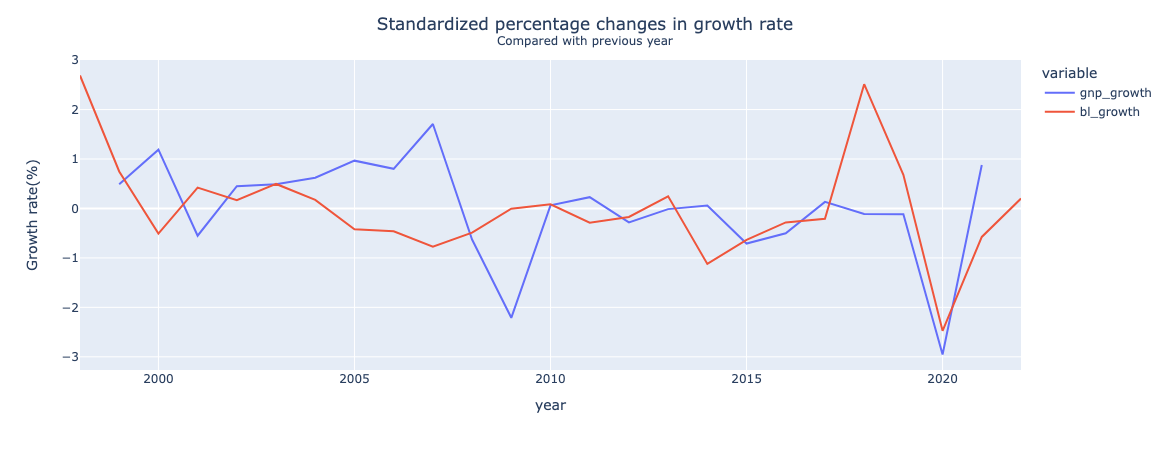 Standardized percentage changes in growth rate
Compared with previous year
variable
gnp_growth
bl_growth
Growth rate(%)
3
2
1
0
−1
−2
−3
2000 2005 2010 2015 2020
year